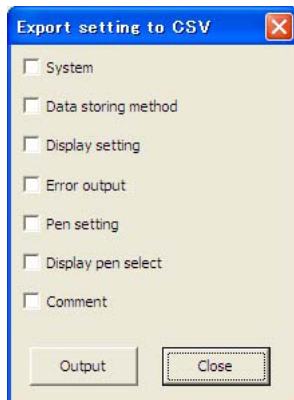 Export setting to CSV
System
Data storing method
Display setting
Error output
Pen setting
Display pen select
Comment
Output Close